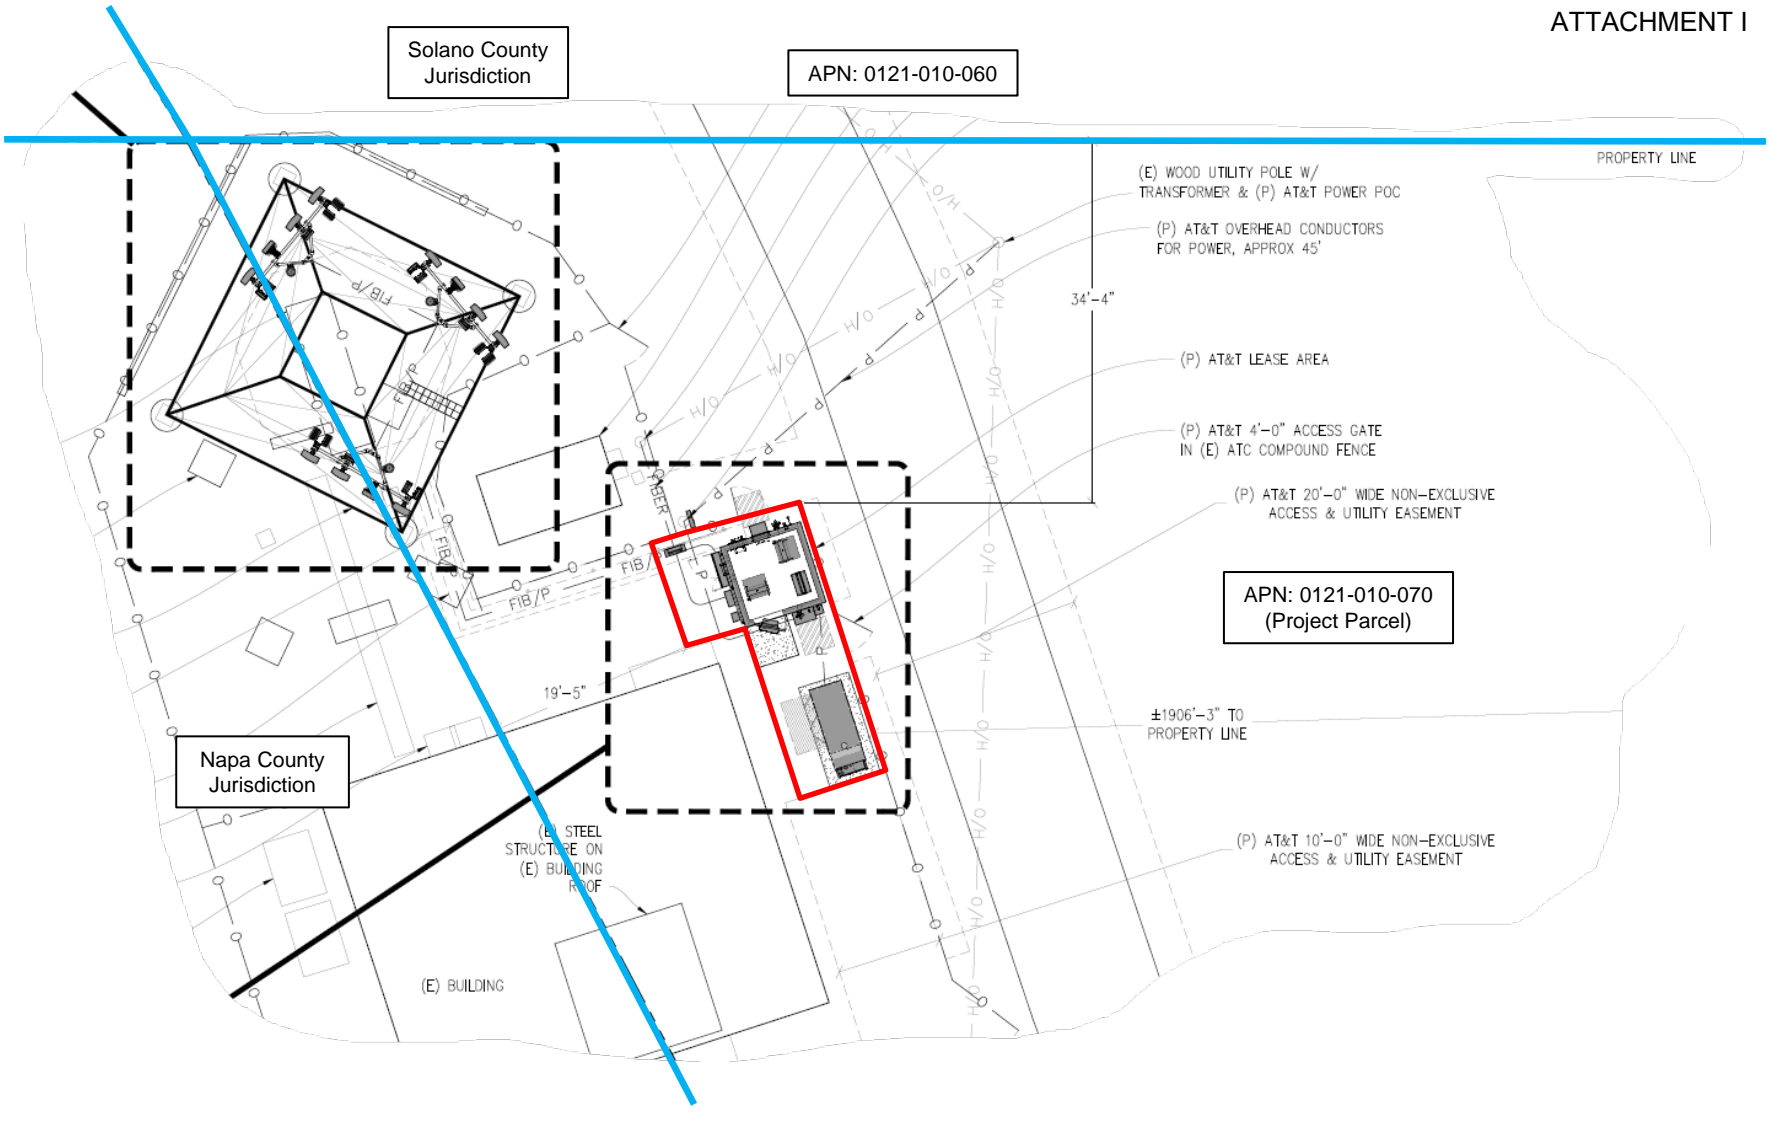 ATTACHMENT I
Solano County
Jurisdiction
APN: 0121-010-060
PROPERTY LINE
(E) WOOD UTILITY POLE W/
TRANSFORMER & (P) AT&T POWER POC
(P) AT&T OVERHEAD CONDUCTORS
FOR POWER, APPROX 45'
34'-4"
(P) AT&T LEASE AREA
(P) AT&T 4'-0" ACCESS GATE
IN (E) ATC COMPOUND FENCE
(P) AT&T 20'-0" WIDE NON-EXCLUSIVE
ACCESS & UTILITY EASEMENT
APN: 0121-010-070
(Project Parcel)
±1906'-3" TO
PROPERTY LINE
(P) AT&T 10'-0" WIDE NON-EXCLUSIVE
ACCESS & UTILITY EASEMENT
FIB/P
O/H
O/H
O/H
O/H
O/H
O/H
O/H
O/H
O/H
O/H
O/H
O/H
P
P
P
P
P
FIB/P
19'-5"
Napa County
Jurisdiction
(E) STEEL
STRUCTURE ON
(E) BUILDING
ROOF
(E) BUILDING